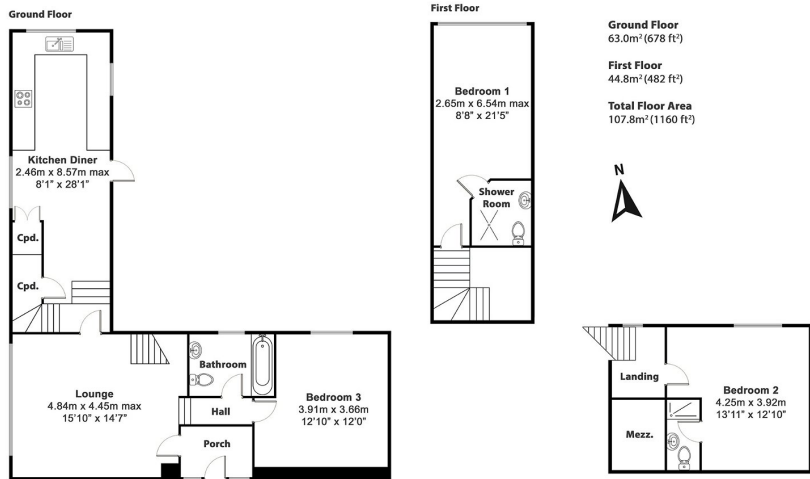 Ground Floor
Kitchen Diner
2.46m x 8.57m max
8'1" x 28'1"
Cpd.
Cpd.
Lounge
4.84m x 4.45m max
15'10" x 14'7"
Bathroom
Hall
Porch
Bedroom 3
3.91m x 3.66m
12'10" x 12'0"
First Floor
Bedroom 1
2.65m x 6.54m max
8'8" x 21'5"
Shower
Room
Ground Floor
63.0m² (678 ft²)
First Floor
44.8m² (482 ft²)
Total Floor Area
107.8m² (1160 ft²)
N
Landing
Mezz.
Bedroom 2
4.25m x 3.92m
13'11" x 12'10"